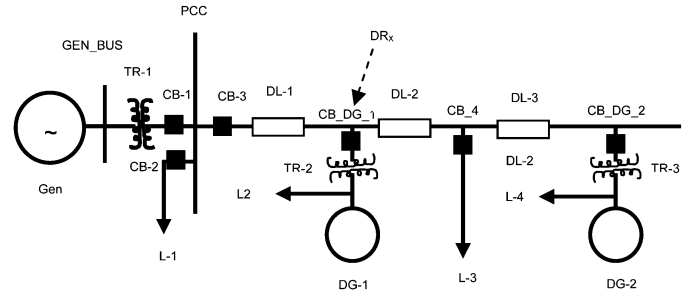 PCC
DRx
GEN_BUS
TR-1
CB-1
CB-3
DL-1
CB_DG_1
DL-2
CB_4
DL-3
CB_DG_2
~
CB-2
TR-2
DL-2
TR-3
Gen
L2
L-4
L-1
DG-1
L-3
DG-2